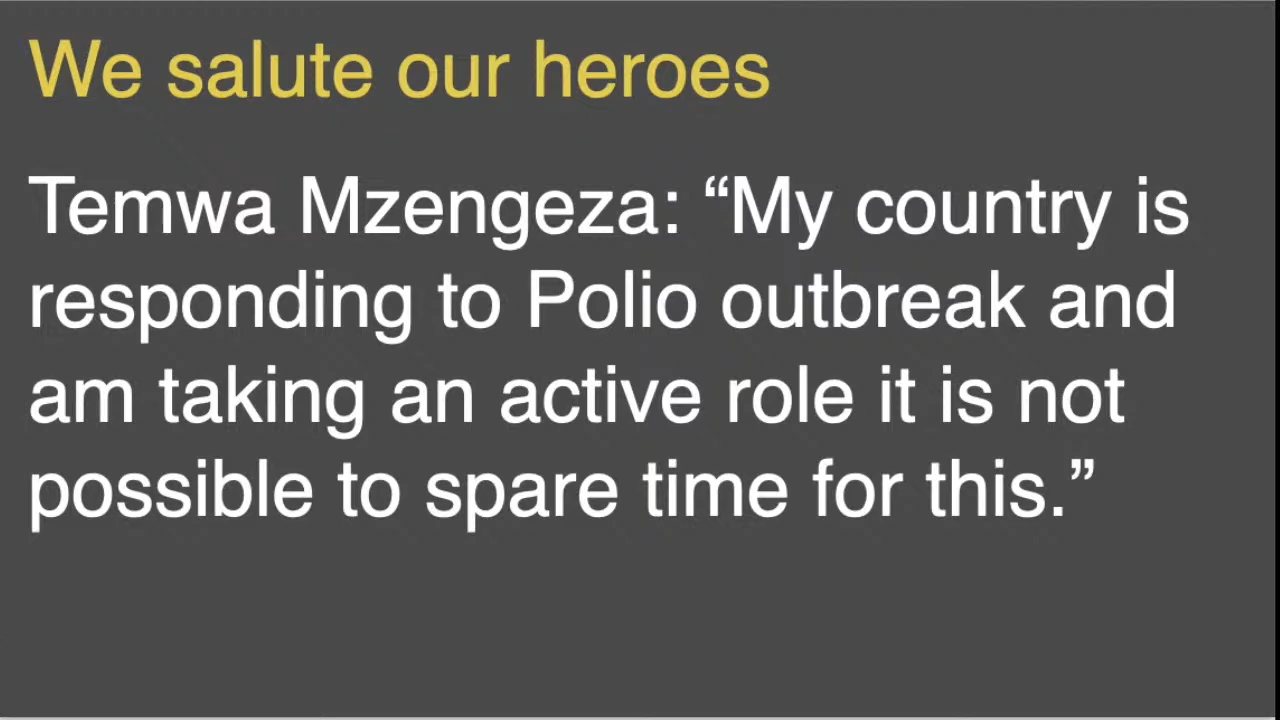 We salute our heroes
Temwa Mzengeza: “My country is
responding to Polio outbreak and
am taking an active role it is not
possible to spare time for this.”